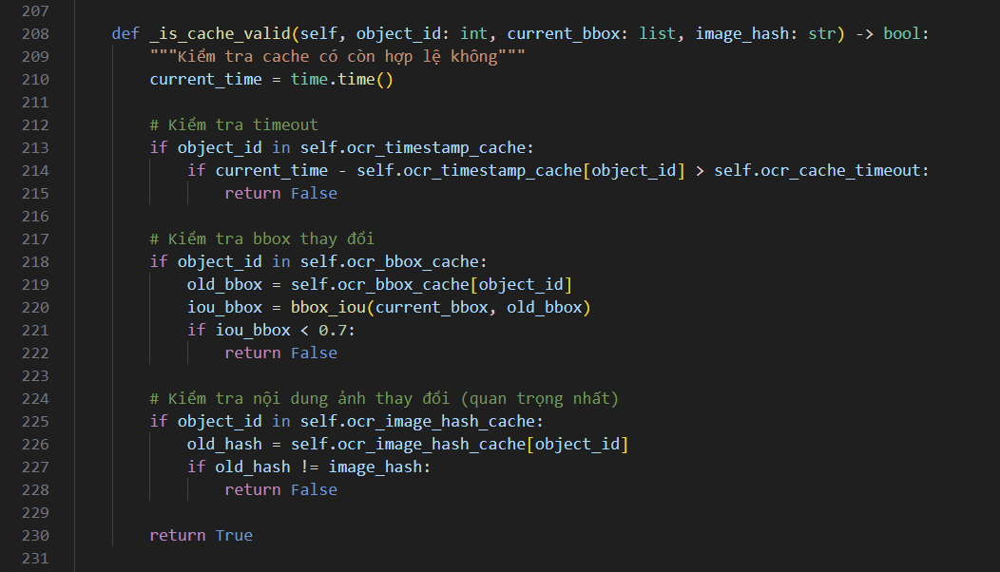 207
208 def _is_cache_valid(self, object_id: int, current_bbox: list, image_hash: str) -> bool:
209 """Kiểm tra cache có còn hợp lệ không"""
210 current_time = time.time()
211
212 # Kiểm tra timeout
213 if object_id in self.ocr_timestamp_cache:
214 if current_time - self.ocr_timestamp_cache[object_id] > self.ocr_cache_timeout:
215 return False
216
217 # Kiểm tra bbox thay đổi
218 if object_id in self.ocr_bbox_cache:
219 old_bbox = self.ocr_bbox_cache[object_id]
220 iou_bbox = bbox_iou(current_bbox, old_bbox)
221 if iou_bbox < 0.7:
222 return False
223
224 # Kiểm tra nội dung ảnh thay đổi (quan trọng nhất)
225 if object_id in self.ocr_image_hash_cache:
226 old_hash = self.ocr_image_hash_cache[object_id]
227 if old_hash != image_hash:
228 return False
229
230 return True
231